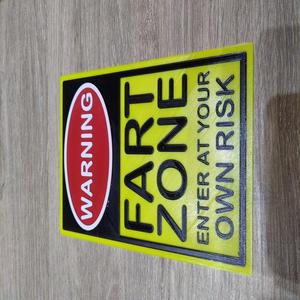 WARNING
FART
ZONE
ENTER AT YOUR
OWN RISK